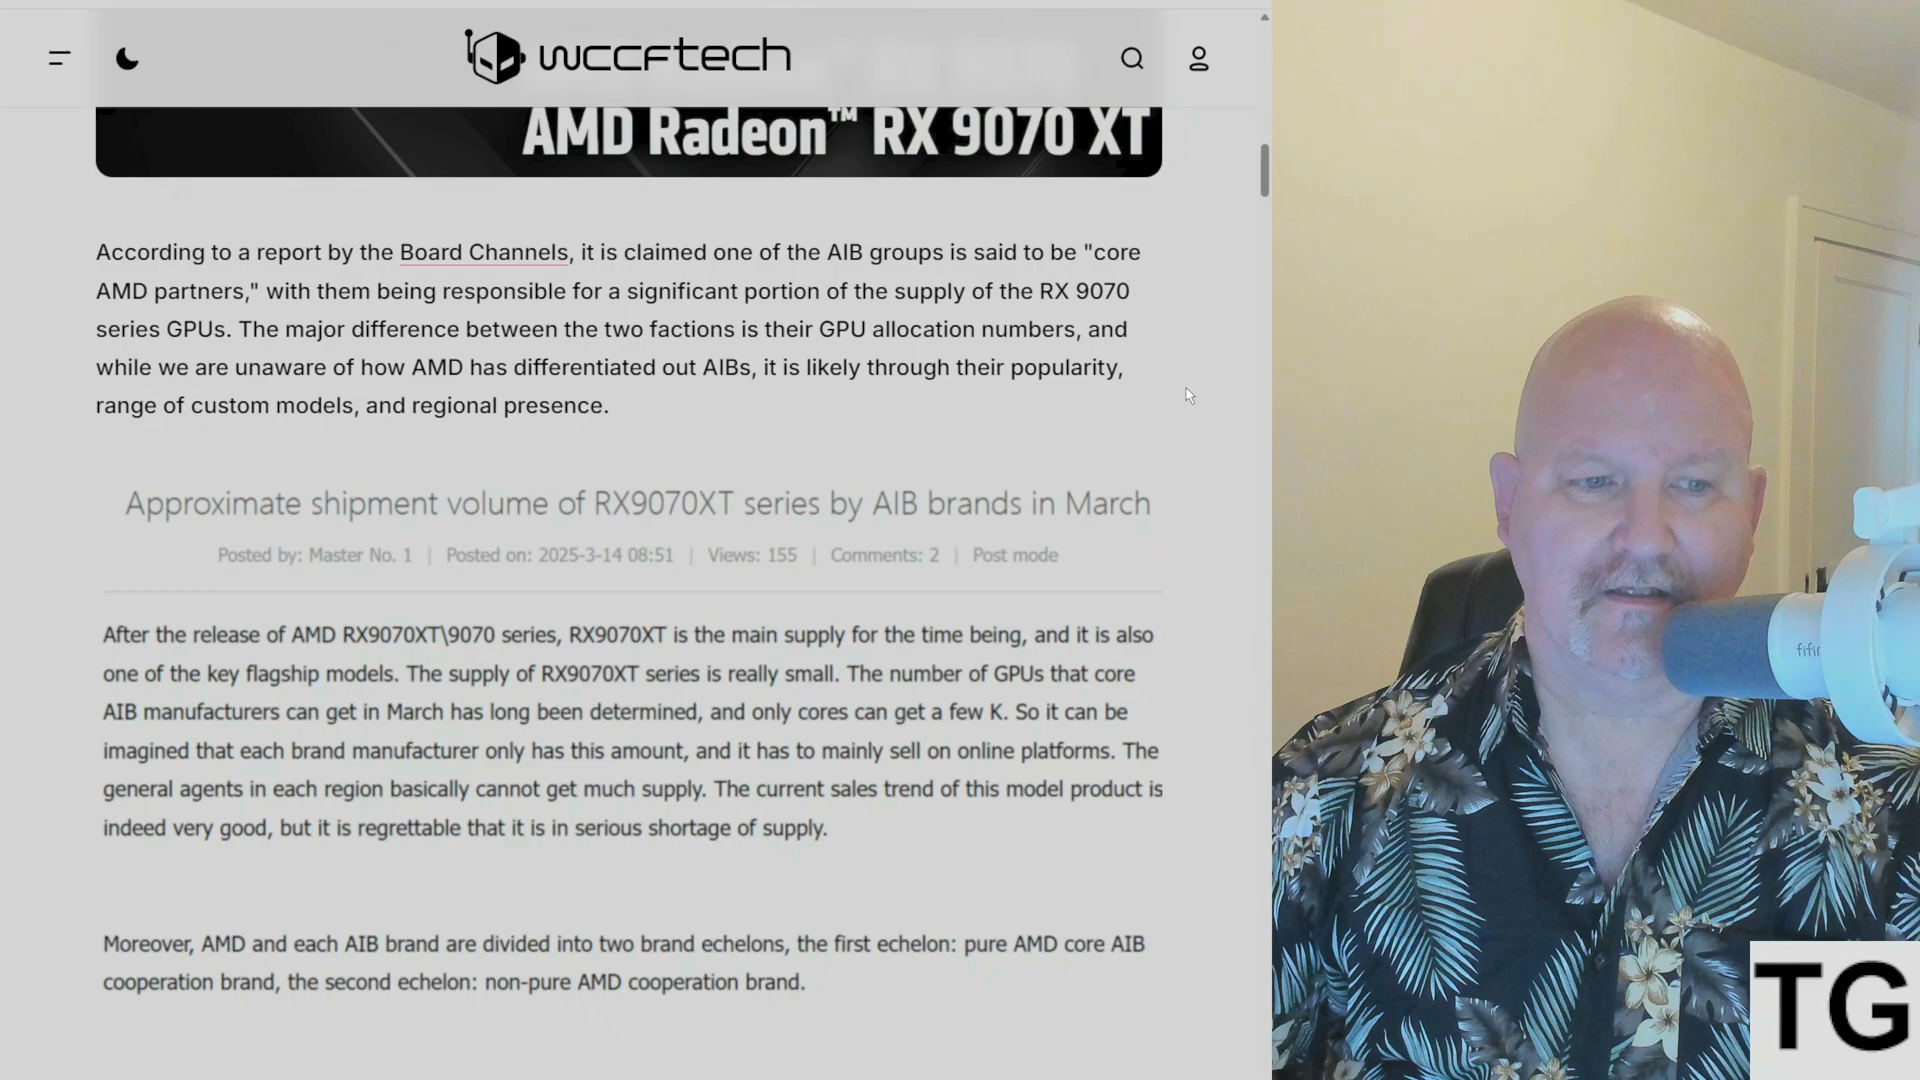 wccftech
AMD Radeon™ RX 9070 XT
According to a report by the Board Channels, it is claimed one of the AIB groups is said to be "core
AMD partners," with them being responsible for a significant portion of the supply of the RX 9070
series GPUs. The major difference between the two factions is their GPU allocation numbers, and
while we are unaware of how AMD has differentiated out AIBs, it is likely through their popularity,
range of custom models, and regional presence.
Approximate shipment volume of RX9070XT series by AIB brands in March
Posted by: Master No. 1 | Posted on: 2025-3-14 08:51 | Views: 155 | Comments: 2 | Post mode
After the release of AMD RX9070XT\9070 series, RX9070XT is the main supply for the time being, and it is also
one of the key flagship models. The supply of RX9070XT series is really small. The number of GPUs that core
AIB manufacturers can get in March has long been determined, and only cores can get a few K. So it can be
imagined that each brand manufacturer only has this amount, and it has to mainly sell on online platforms. The
general agents in each region basically cannot get much supply. The current sales trend of this model product is
indeed very good, but it is regrettable that it is in serious shortage of supply.
Moreover, AMD and each AIB brand are divided into two brand echelons, the first echelon: pure AMD core AIB
cooperation brand, the second echelon: non-pure AMD cooperation brand.
TG